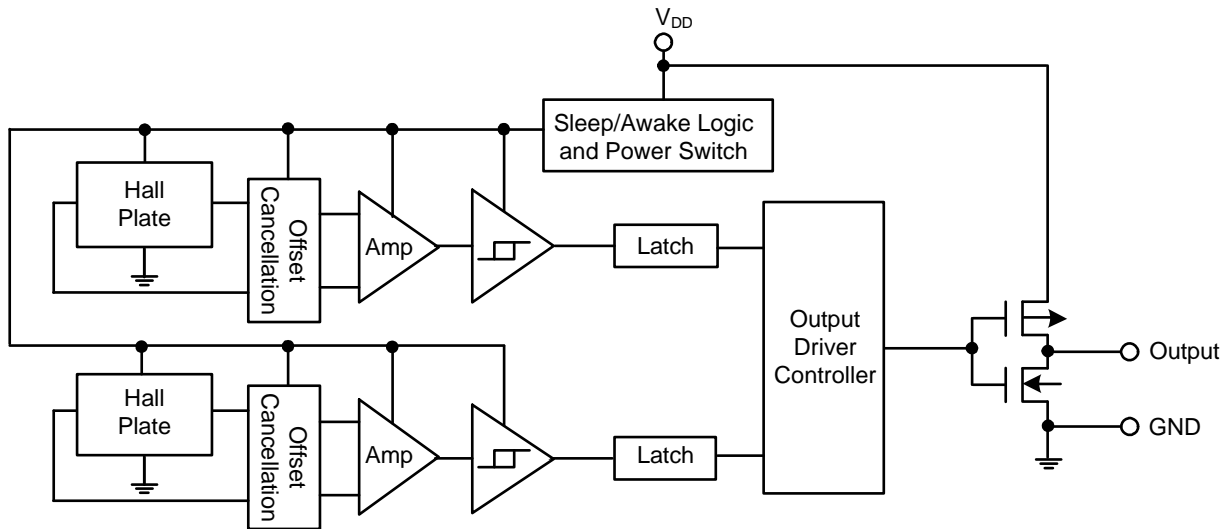 VDD
Sleep/Awake Logic
and Power Switch
Hall
Plate
Offset
Cancellation
Amp
Latch
Output
Driver
Controller
Output
GND
Hall
Plate
Offset
Cancellation
Amp
Latch